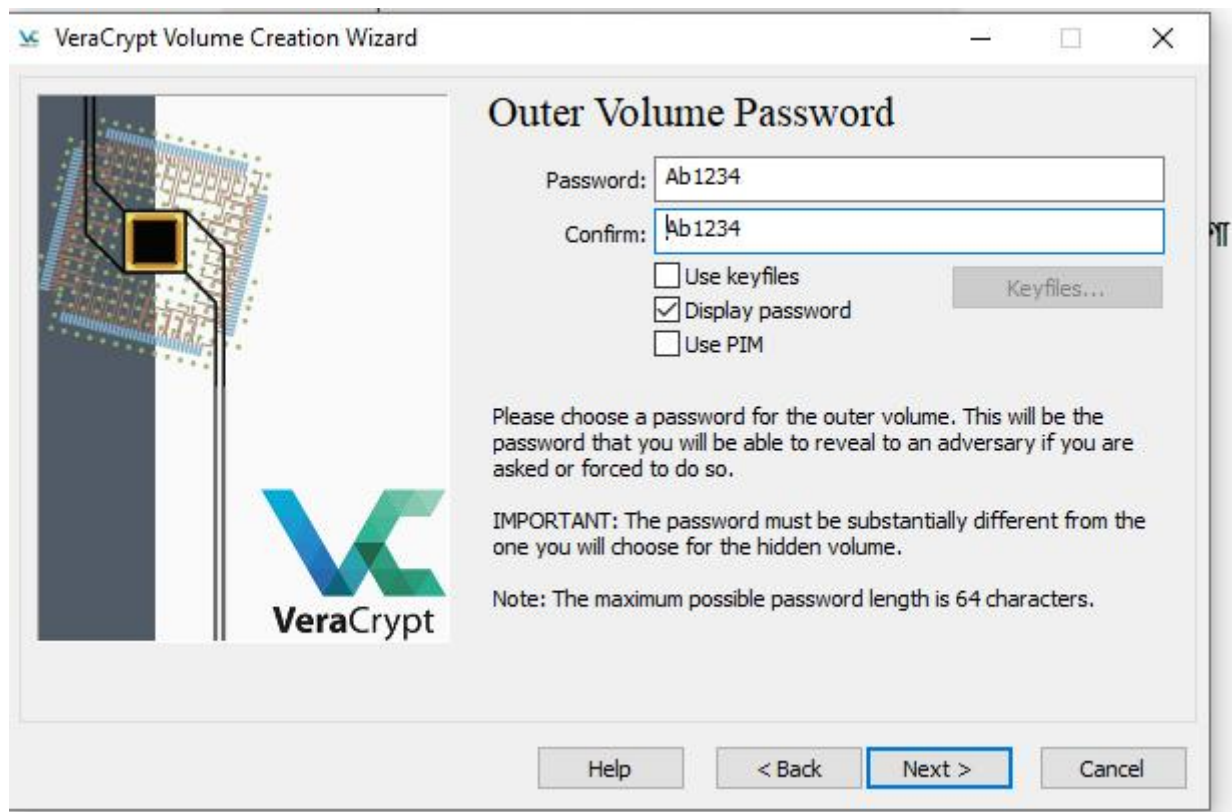 VeraCrypt Volume Creation Wizard
Outer Volume Password
Password: Ab1234
Confirm: Ab1234
Use keyfiles
Keyfiles...
Display password
Use PIM
Please choose a password for the outer volume. This will be the
password that you will be able to reveal to an adversary if you are
asked or forced to do so.
IMPORTANT: The password must be substantially different from the
one you will choose for the hidden volume.
Note: The maximum possible password length is 64 characters.
VeraCrypt
Help
< Back
Next >
Cancel